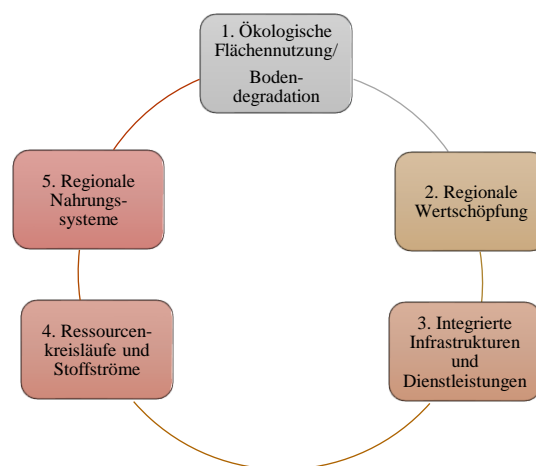 1. Ökologische
Flächennutzung/
Boden-
degradation
2. Regionale
Wertschöpfung
3. Integrierte
Infrastrukturen
und
Dienstleistungen
4. Ressourcen-
kreisläufe und
Stoffströme
5. Regionale
Nahrungs-
systeme